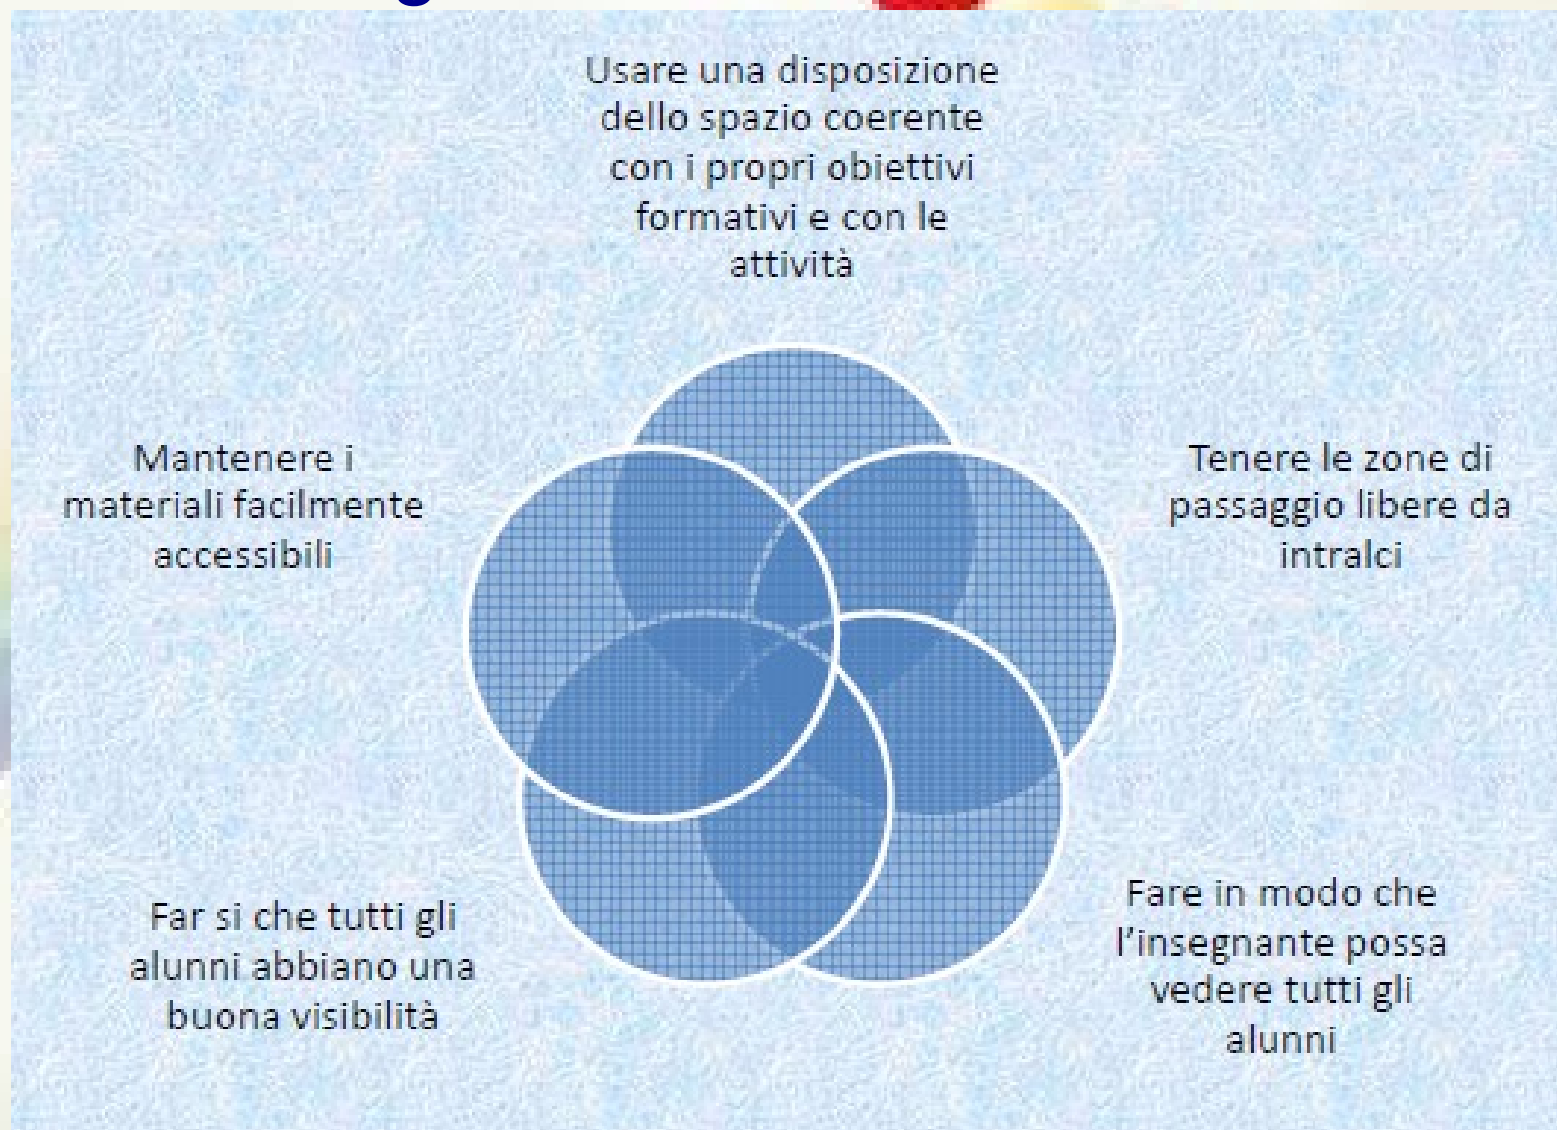 Usare una disposizione
dello spazio coerente
con i propri obiettivi
formativi e con le
attività
Tenere le zone di
passaggio libere da
intralci
Fare in modo che
l'insegnante possa
vedere tutti gli
alunni
Far si che tutti gli
alunni abbiano una
buona visibilità
Mantenere i
materiali facilmente
accessibili